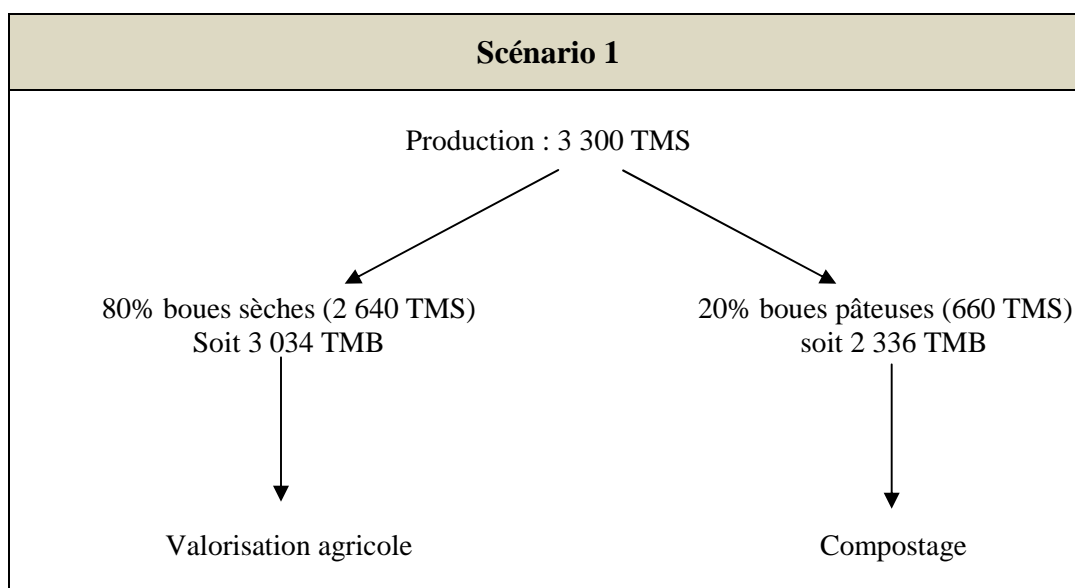 Scénario 1
Production : 3 300 TMS
80% boues sèches (2 640 TMS)
Soit 3 034 TMB
20% boues pâteuses (660 TMS)
soit 2 336 TMB
Valorisation agricole
Compostage